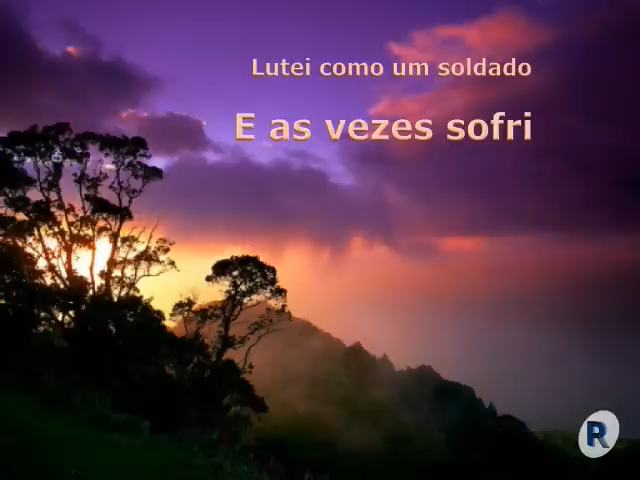 Lutei como um soldado
E as vezes sofri
R